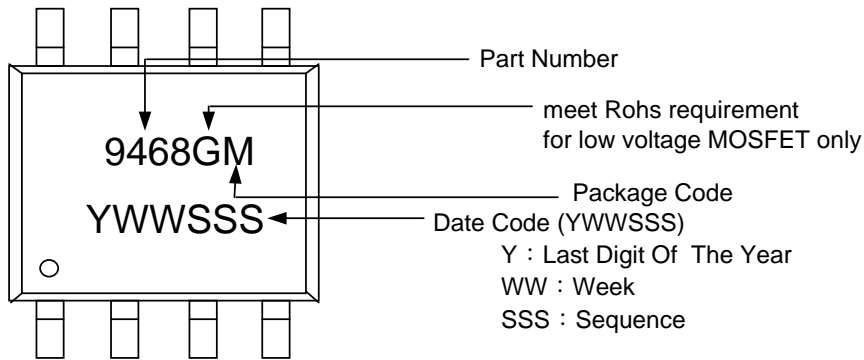 Part Number
meet Rohs requirement
for low voltage MOSFET only
9468GM
Package Code
YWWSSS
Date Code (YWWSSS)
Y：Last Digit Of The Year
WW：Week
SSS：Sequence